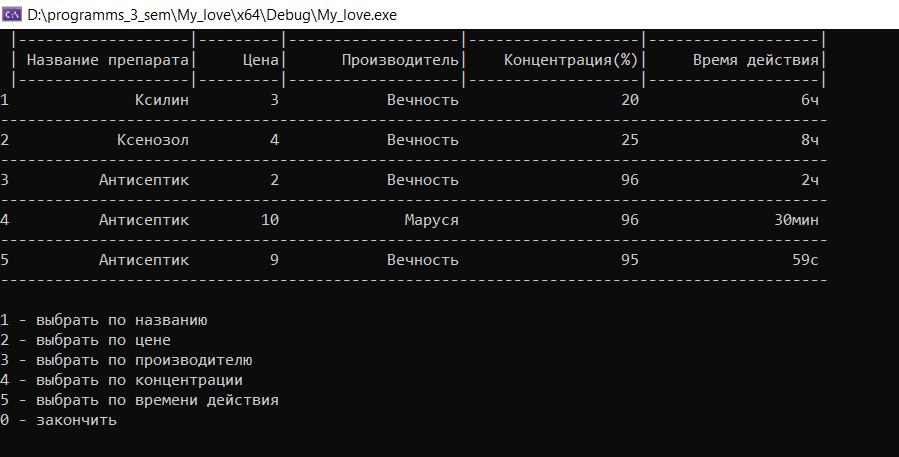 D:\programms_3_sem\My_love\x64\Debug\My_love.exe
|-------------------|---------|-------------------|-------------------|-------------------|
| Название препарата|     Цена|      Производитель|    Концентрация(%)|     Время действия|
|-------------------|---------|-------------------|-------------------|-------------------|
1              Ксилин         3            Вечность                  20                  6ч
--------------------------------------------------------------------------------------------
2            Ксенозол         4            Вечность                  25                  8ч
--------------------------------------------------------------------------------------------
3          Антисептик         2            Вечность                  96                  2ч
--------------------------------------------------------------------------------------------
4          Антисептик        10              Маруся                  96               30мин
--------------------------------------------------------------------------------------------
5          Антисептик         9            Вечность                  95                 59с
--------------------------------------------------------------------------------------------
1 - выбрать по названию
2 - выбрать по цене
3 - выбрать по производителю
4 - выбрать по концентрации
5 - выбрать по времени действия
0 - закончить